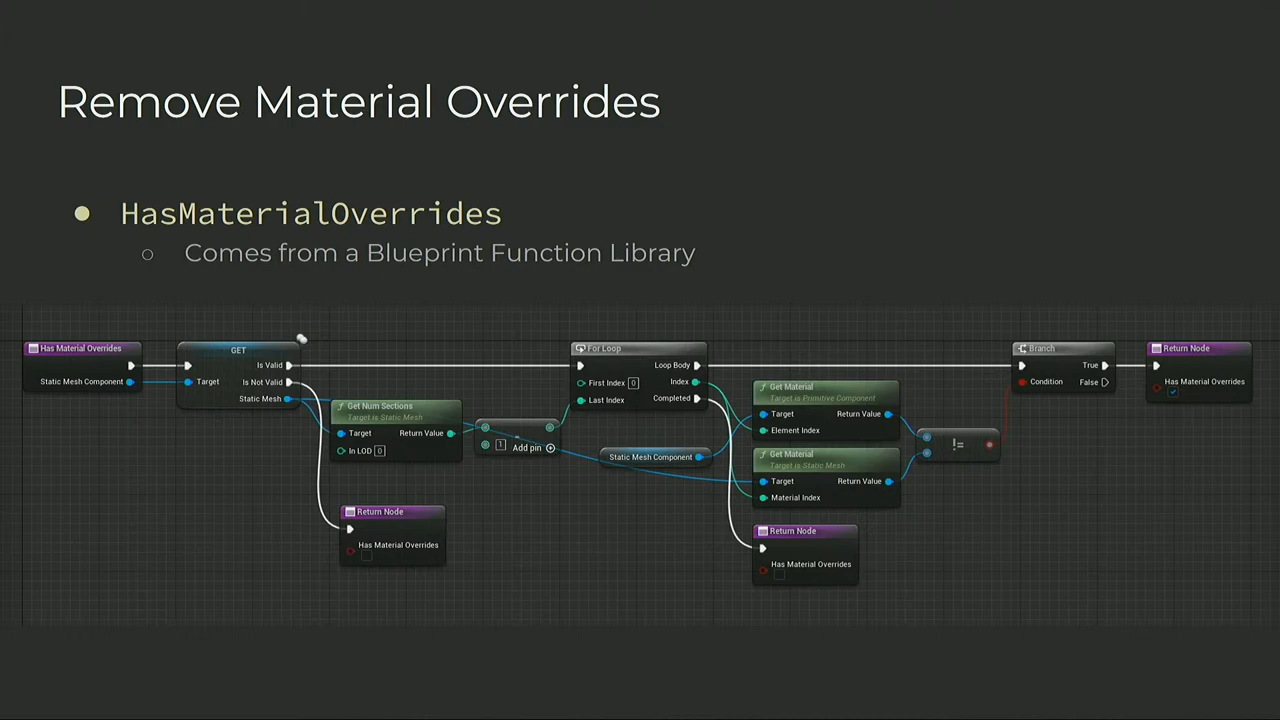 Remove Material Overrides
● HasMaterialOverrides
○ Comes from a Blueprint Function Library
Has Material Overrides
Static Mesh Component
GET
Is Valid
Target
Is Not Valid
Static Mesh
Get Num Sections
Target is Static Mesh
Target
Return Value
In LOD 0
-
1
Add pin
Return Node
Has Material Overrides
For Loop
Loop Body
First Index 0
Index
Last Index
Completed
Static Mesh Component
Get Material
Target is Primitive Component
Target
Return Value
Element Index
Get Material
Target is Static Mesh
Target
Return Value
Material Index
Return Node
Has Material Overrides
!=
Branch
True
Condition
False
Return Node
Has Material Overrides